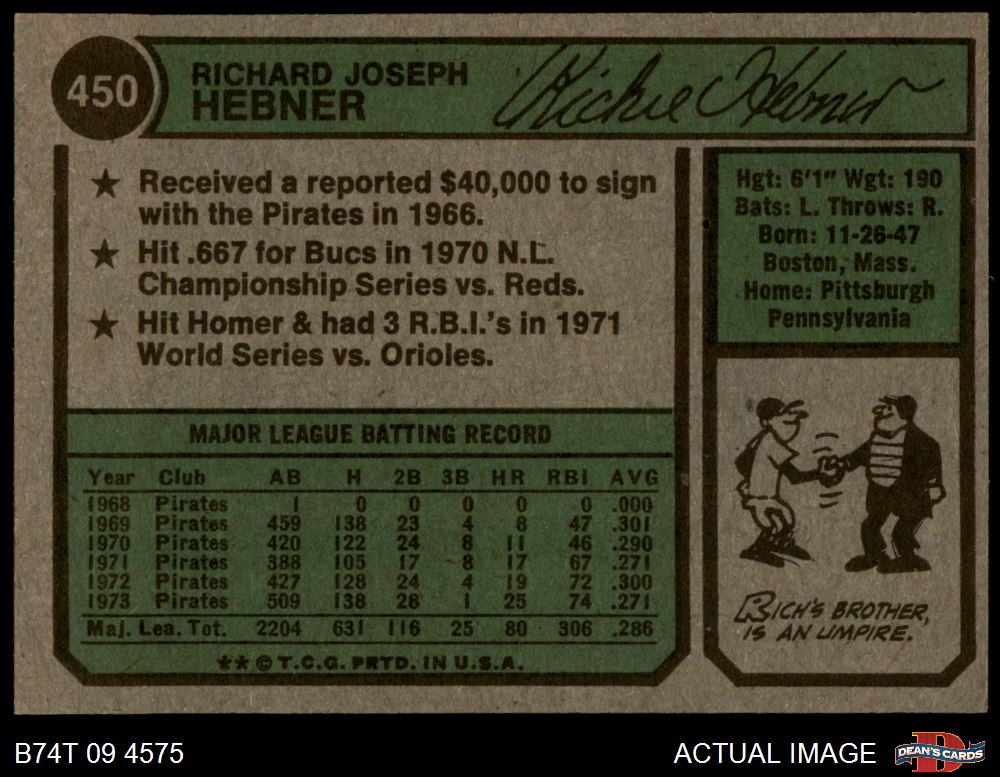 450
RICHARD JOSEPH
HEBNER
Richie Hebner
★ Received a reported $40,000 to sign
with the Pirates in 1966.
★ Hit .667 for Bucs in 1970 N.L.
Championship Series vs. Reds.
★ Hit Homer & had 3 R.B.I.'s in 1971
World Series vs. Orioles.
Hgt: 6'1" Wgt: 190
Bats: L. Throws: R.
Born: 11-26-47
Boston, Mass.
Home: Pittsburgh
Pennsylvania
MAJOR LEAGUE BATTING RECORD
Year Club AB H 2B 3B HR RBI AVG
1968 Pirates 1 0 0 0 0 0 .000
1969 Pirates 459 138 23 4 8 47 .301
1970 Pirates 420 122 24 8 11 46 .290
1971 Pirates 388 105 17 8 17 67 .271
1972 Pirates 427 128 24 4 19 72 .300
1973 Pirates 509 138 28 1 25 74 .271
Maj. Lea. Tot. 2204 631 116 25 80 306 .286
★★ © T.C.G. PRTD. IN U.S.A.
RICH'S BROTHER,
IS AN UMPIRE.
B74T 09 4575
ACTUAL IMAGE
DEAN'S CARDS